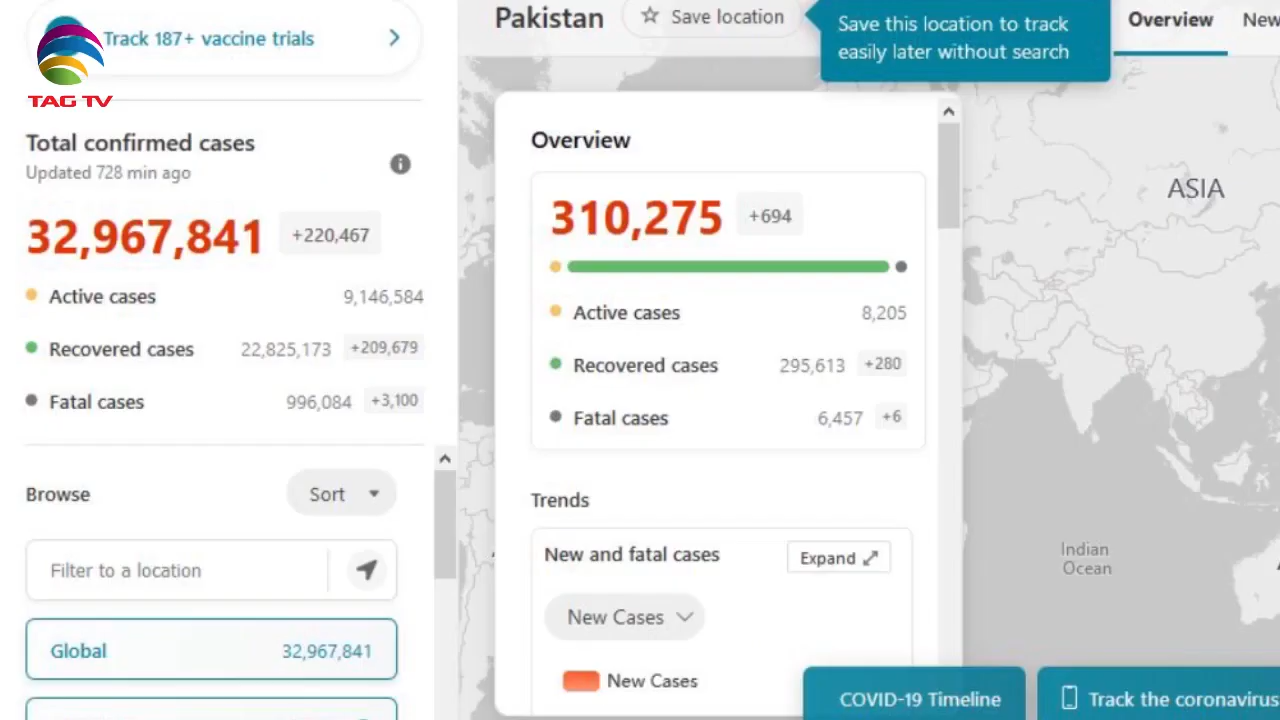 TAG TV
Track 187+ vaccine trials
Total confirmed cases
Updated 728 min ago
32,967,841 +220,467
Active cases 9,146,584
Recovered cases 22,825,173 +209,679
Fatal cases 996,084 +3,100
Browse Sort
Filter to a location
Global 32,967,841
Pakistan Save location
Save this location to track
easily later without search
Overview New
Overview
310,275 +694
Active cases 8,205
Recovered cases 295,613 +280
Fatal cases 6,457 +6
Trends
New and fatal cases Expand
New Cases
New Cases
ASIA
Indian
Ocean
COVID-19 Timeline
Track the coronavirus